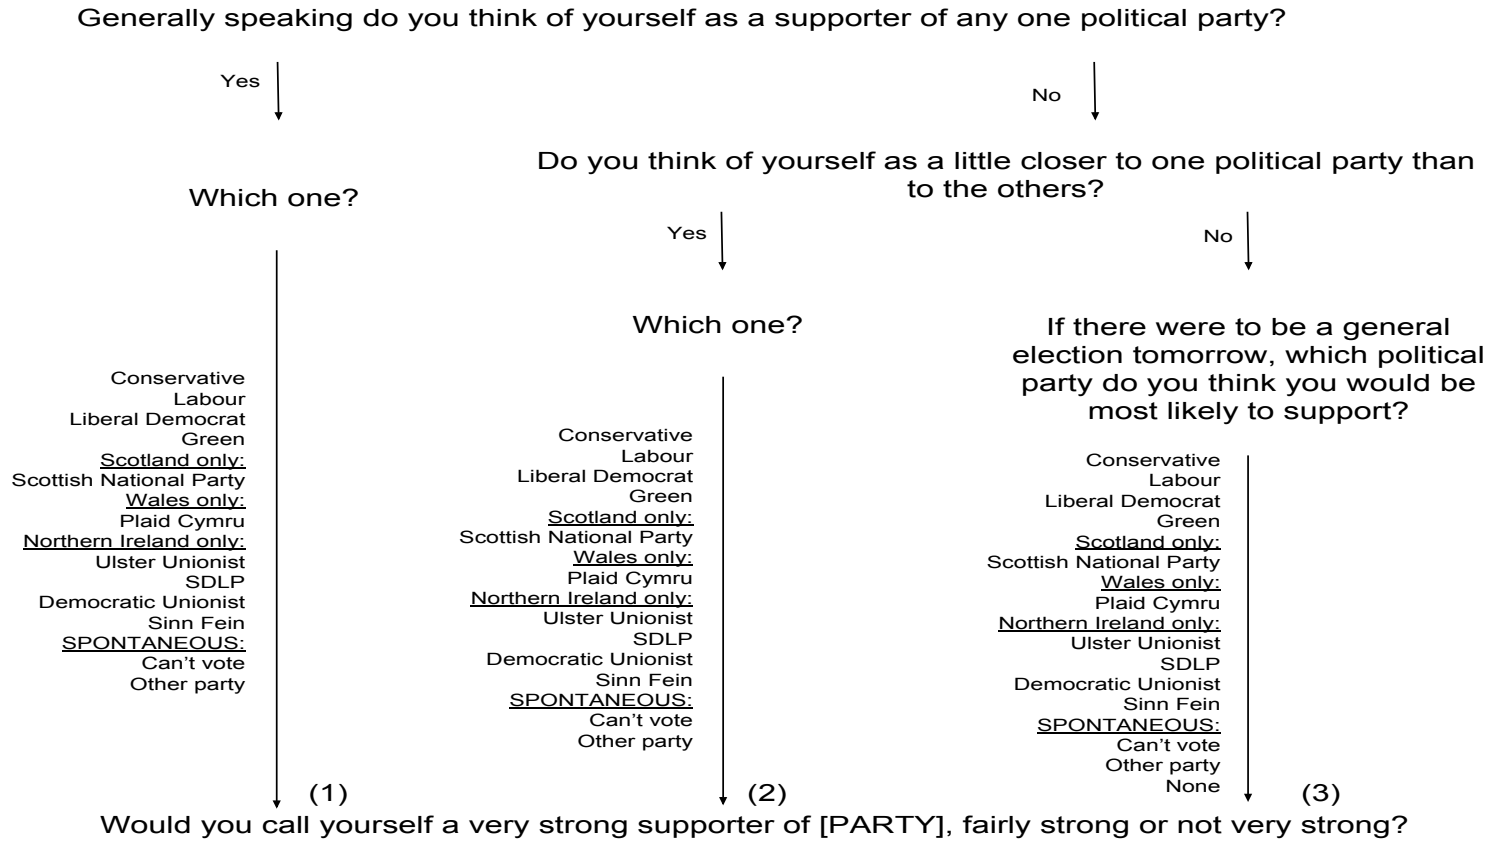 Generally speaking do you think of yourself as a supporter of any one political party?
Yes
No
Which one?
Do you think of yourself as a little closer to one political party than
to the others?
Yes
No
Conservative
Labour
Liberal Democrat
Green
Scotland only:
Scottish National Party
Wales only:
Plaid Cymru
Northern Ireland only:
Ulster Unionist
SDLP
Democratic Unionist
Sinn Fein
SPONTANEOUS:
Can't vote
Other party
(1)
Which one?
Conservative
Labour
Liberal Democrat
Green
Scotland only:
Scottish National Party
Wales only:
Plaid Cymru
Northern Ireland only:
Ulster Unionist
SDLP
Democratic Unionist
Sinn Fein
SPONTANEOUS:
Can't vote
Other party
(2)
If there were to be a general
election tomorrow, which political
party do you think you would be
most likely to support?
Conservative
Labour
Liberal Democrat
Green
Scotland only:
Scottish National Party
Wales only:
Plaid Cymru
Northern Ireland only:
Ulster Unionist
SDLP
Democratic Unionist
Sinn Fein
SPONTANEOUS:
Can't vote
Other party
None
(3)
Would you call yourself a very strong supporter of [PARTY], fairly strong or not very strong?